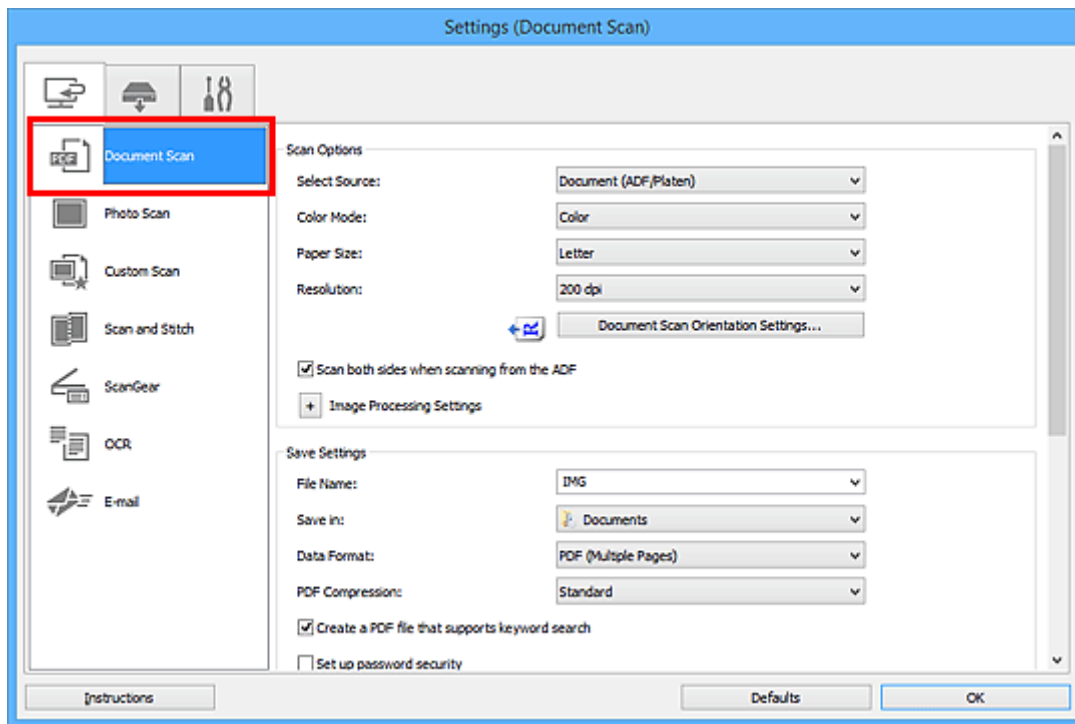 Settings (Document Scan)
PDF
Document Scan
Photo Scan
Custom Scan
Scan and Stitch
ScanGear
OCR
E-mail
Scan Options
Select Source: Document (ADF/Platen)
Color Mode: Color
Paper Size: Letter
Resolution: 200 dpi
R Document Scan Orientation Settings...
Scan both sides when scanning from the ADF
+ Image Processing Settings
Save Settings
File Name: IMG
Save in: Documents
Data Format: PDF (Multiple Pages)
PDF Compression: Standard
Create a PDF file that supports keyword search
Set up password security
Instructions Defaults OK